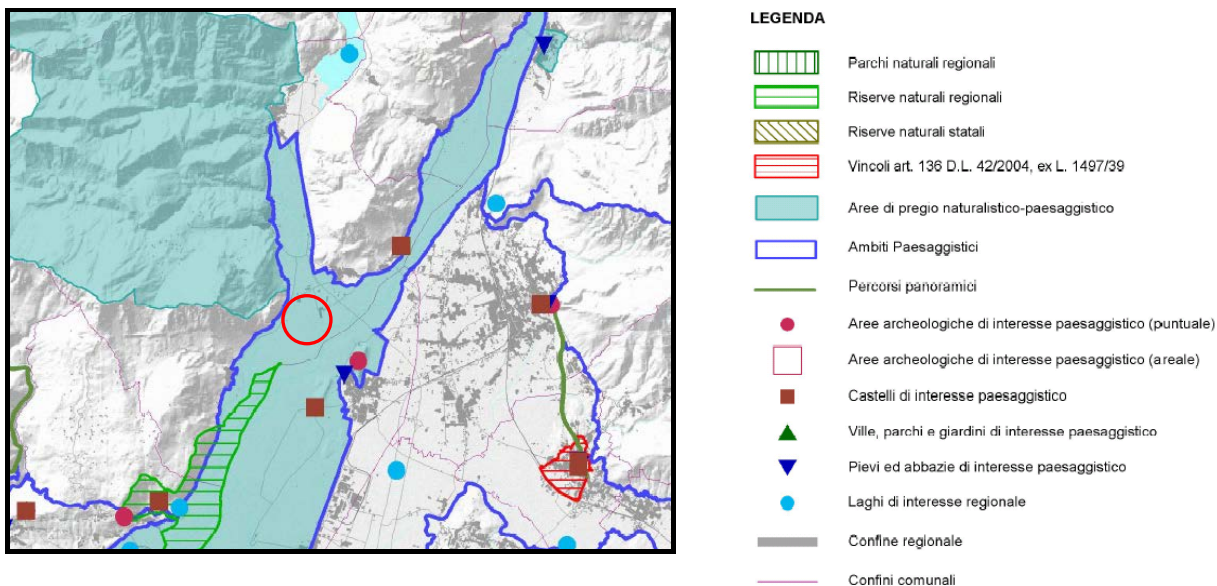 LEGENDA
Parchi naturali regionali
Riserve naturali regionali
Riserve naturali statali
Vincoli art. 136 D.L. 42/2004, ex L. 1497/39
Aree di pregio naturalistico-paesaggistico
Ambiti Paesaggistici
Percorsi panoramici
Aree archeologiche di interesse paesaggistico (puntuale)
Aree archeologiche di interesse paesaggistico (areale)
Castelli di interesse paesaggistico
Ville, parchi e giardini di interesse paesaggistico
Pievi ed abbazie di interesse paesaggistico
Laghi di interesse regionale
Confine regionale
Confini comunali